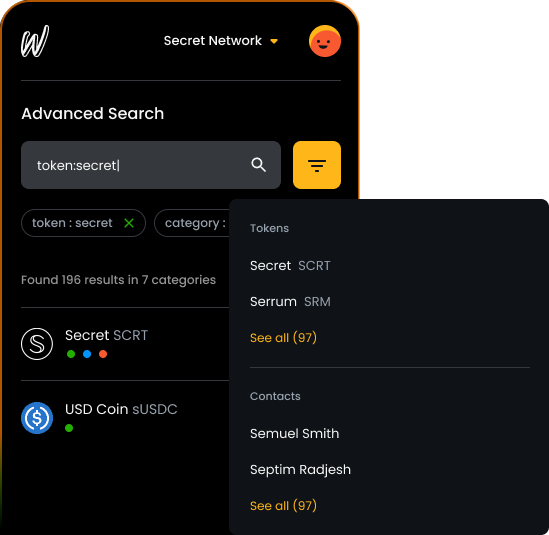 Secret Network
Advanced Search
token:secret
token : secret
category :
Found 196 results in 7 categories
Secret SCRT
USD Coin sUSDC
Tokens
Secret SCRT
Serrum SRM
See all (97)
Contacts
Semuel Smith
Septim Radjesh
See all (97)